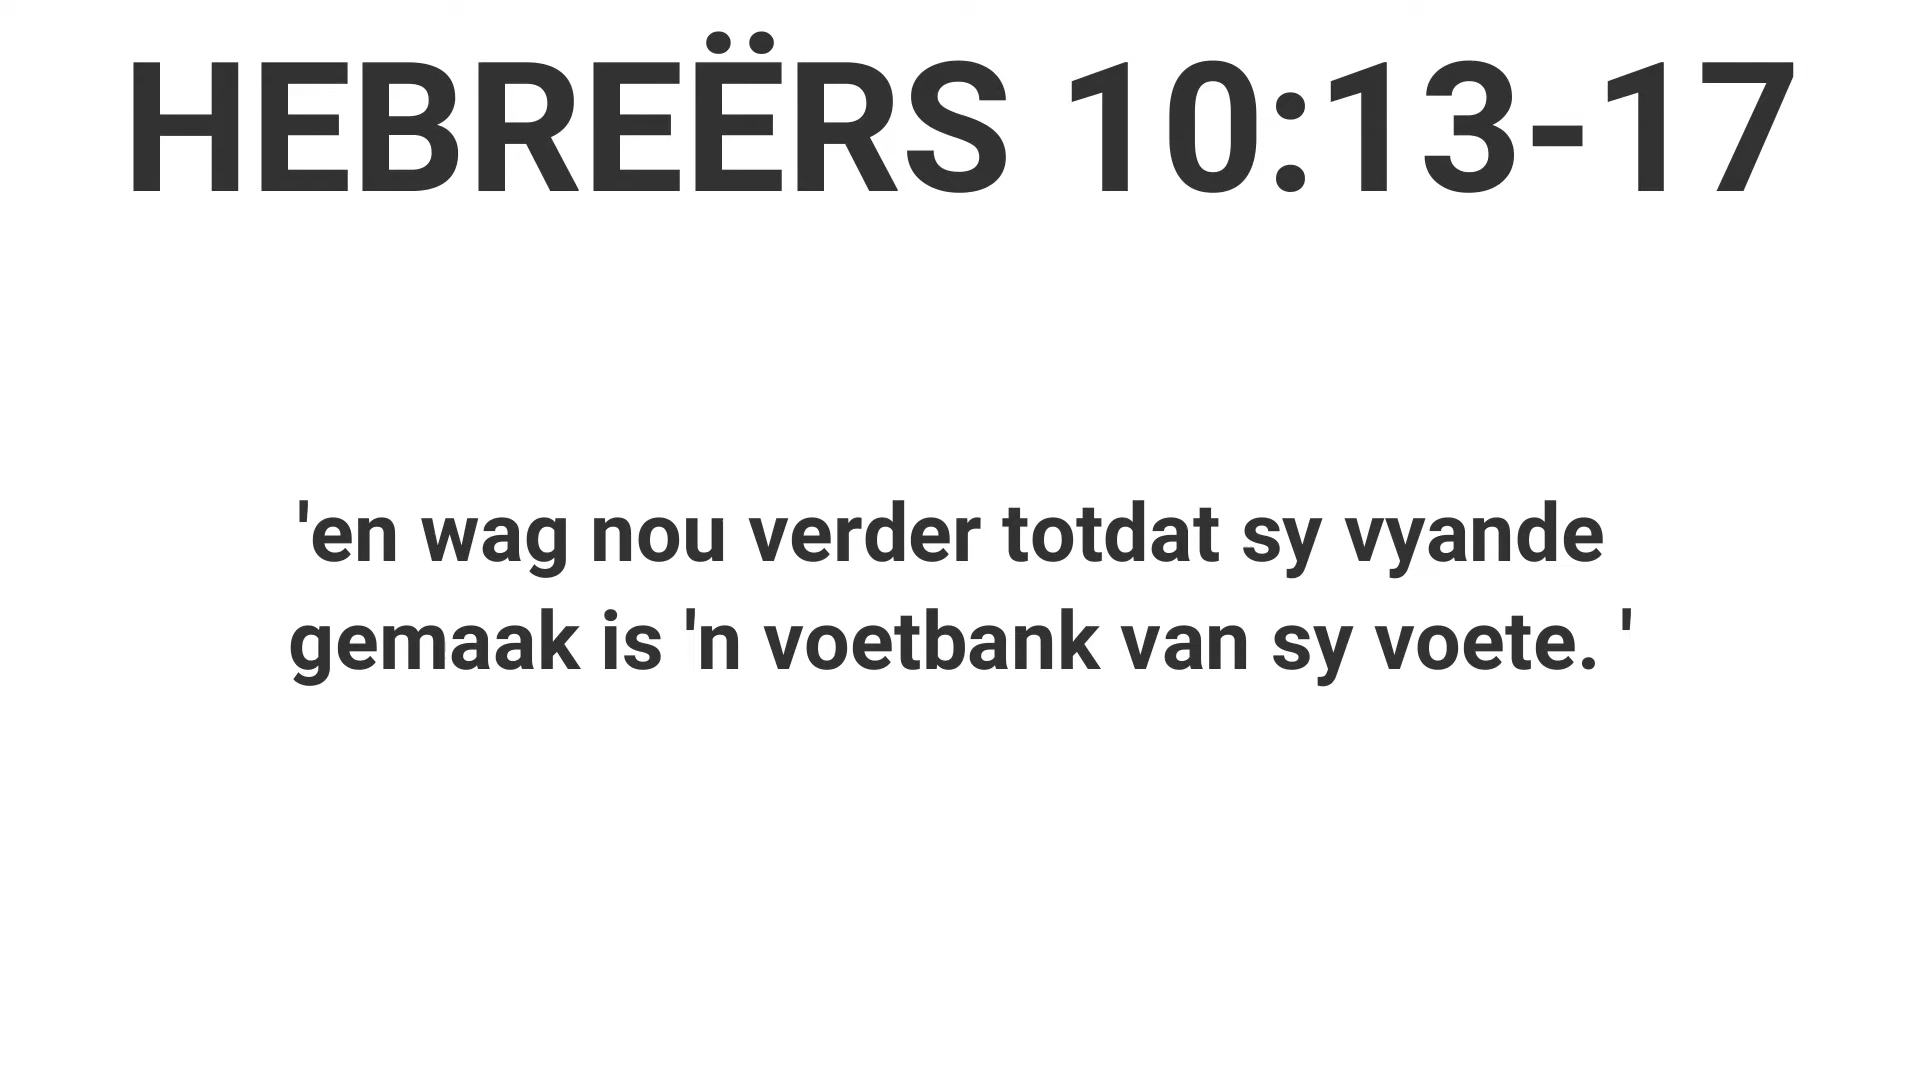 HEBREËRS 10:13-17
'en wag nou verder totdat sy vyande
gemaak is 'n voetbank van sy voete. '